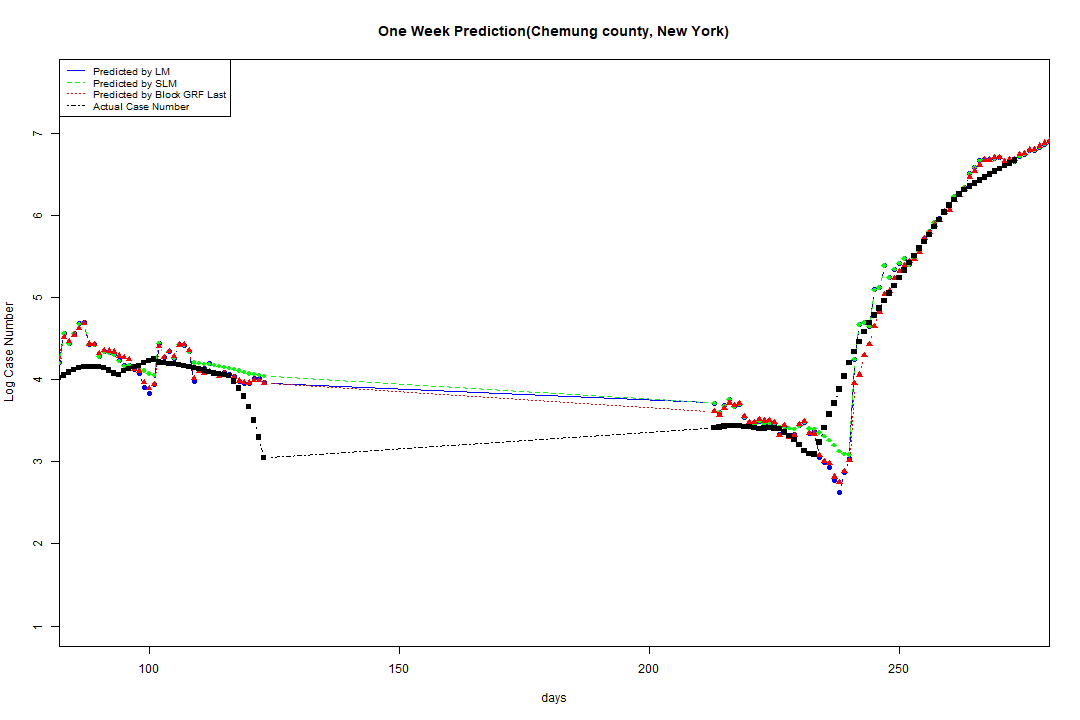 One Week Prediction(Chemung county, New York)
Predicted by LM
Predicted by SLM
Predicted by Block GRF Last
Actual Case Number
7
6
5
4
3
2
1
Log Case Number
100 150 200 250
days